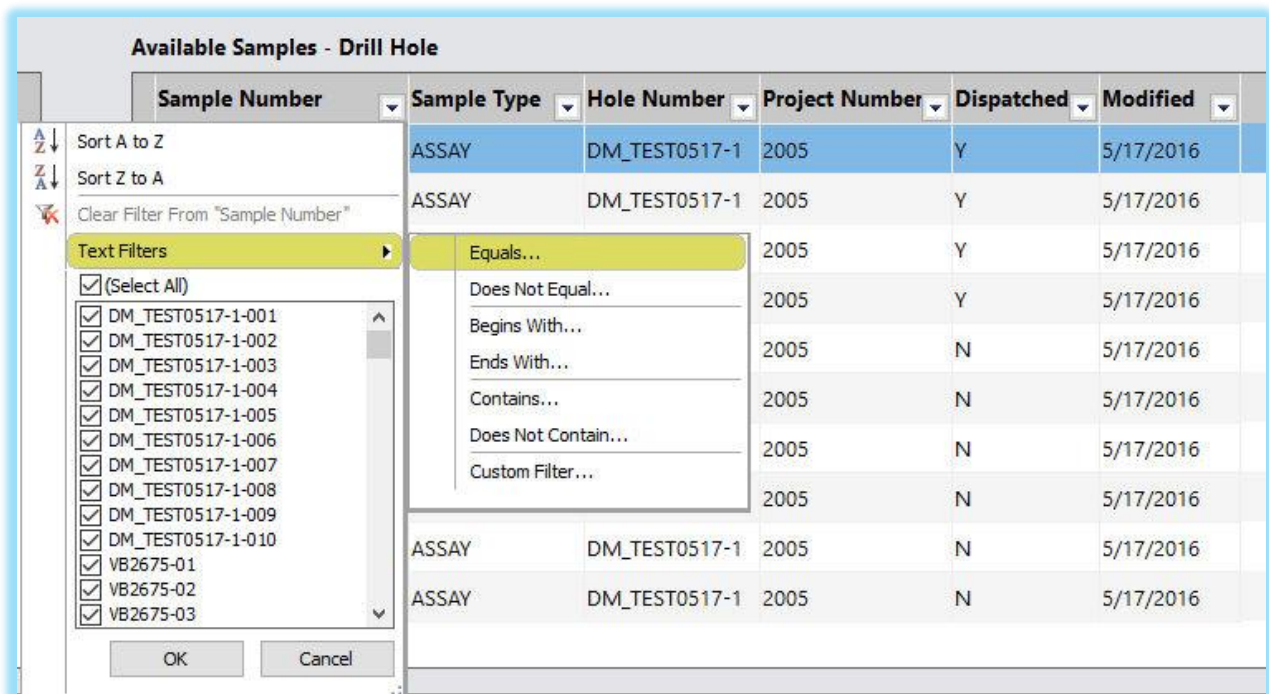 Available Samples - Drill Hole
Sample Number Sample Type Hole Number Project Number Dispatched Modified
Sort A to Z
Sort Z to A
Clear Filter From "Sample Number"
Text Filters
(Select All)
DM_TEST0517-1-001
DM_TEST0517-1-002
DM_TEST0517-1-003
DM_TEST0517-1-004
DM_TEST0517-1-005
DM_TEST0517-1-006
DM_TEST0517-1-007
DM_TEST0517-1-008
DM_TEST0517-1-009
DM_TEST0517-1-010
VB2675-01
VB2675-02
VB2675-03
OK Cancel
Equals...
Does Not Equal...
Begins With...
Ends With...
Contains...
Does Not Contain...
Custom Filter...
ASSAY DM_TEST0517-1 2005 Y 5/17/2016
ASSAY DM_TEST0517-1 2005 Y 5/17/2016
2005 Y 5/17/2016
2005 Y 5/17/2016
2005 N 5/17/2016
2005 N 5/17/2016
2005 N 5/17/2016
2005 N 5/17/2016
ASSAY DM_TEST0517-1 2005 N 5/17/2016
ASSAY DM_TEST0517-1 2005 N 5/17/2016